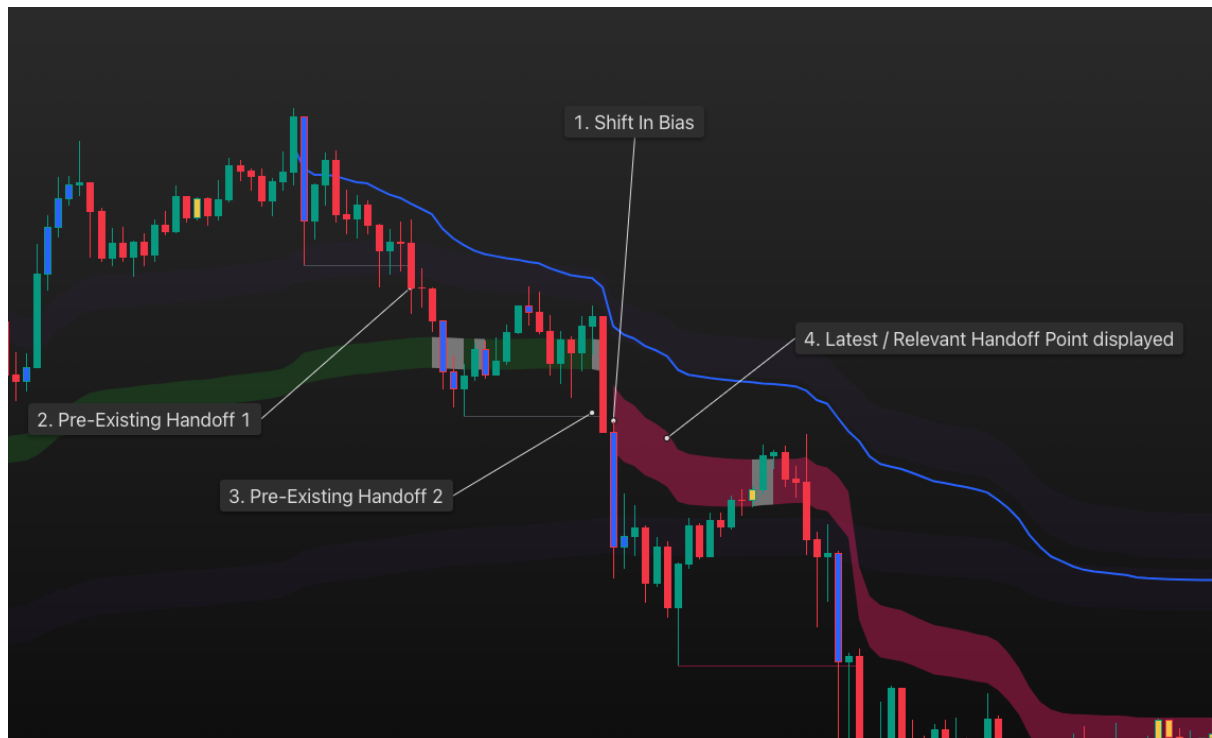 1. Shift In Bias
4. Latest / Relevant Handoff Point displayed
2. Pre-Existing Handoff 1
3. Pre-Existing Handoff 2